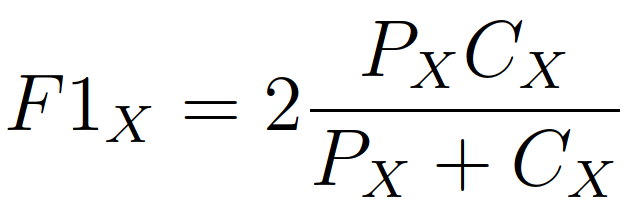 F1_X = 2 \frac{P_X C_X}{P_X + C_X}